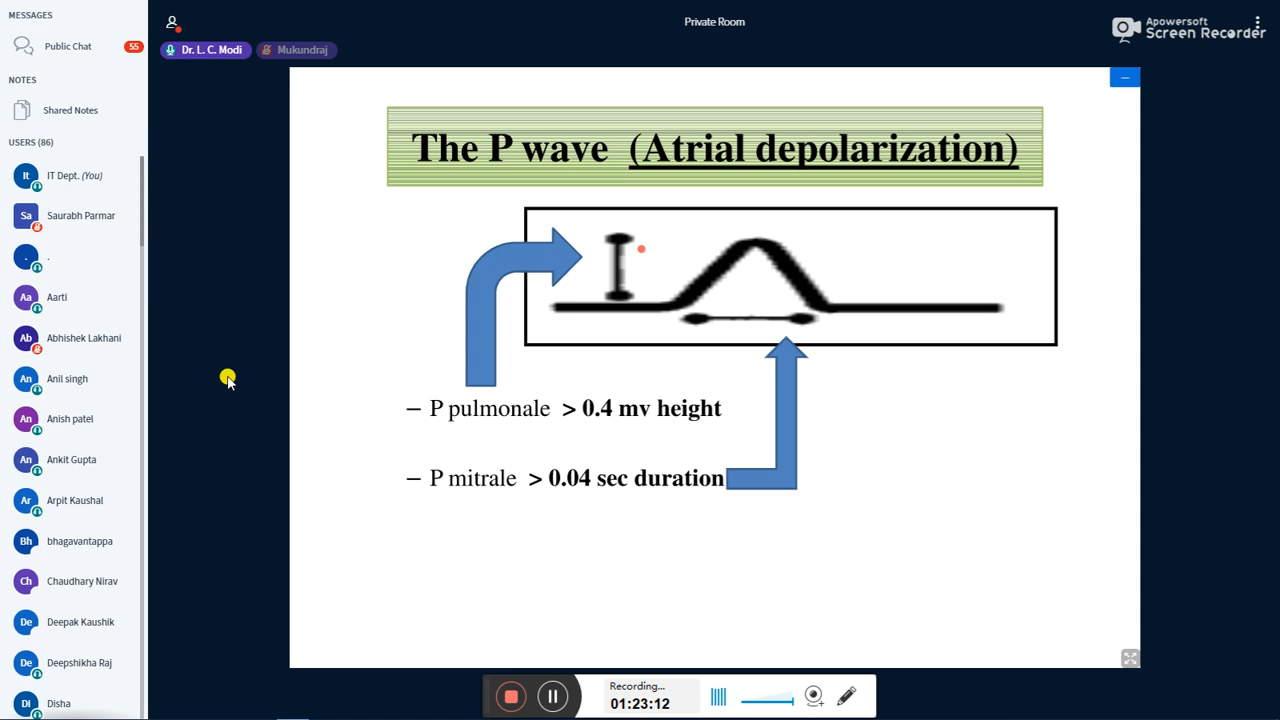 MESSAGES
Public Chat 55
NOTES
Shared Notes
USERS (86)
It IT Dept. (You)
Sa Saurabh Parmar
. .
Aa Aarti
Ab Abhishek Lakhani
An Anil singh
An Anish patel
An Ankit Gupta
Ar Arpit Kaushal
Bh bhagavantappa
Ch Chaudhary Nirav
De Deepak Kaushik
De Deepshikha Raj
Di Disha
Private Room
Dr. L. C. Modi Mukundraj
Apowersoft
Screen Recorder
The P wave (Atrial depolarization)
– P pulmonale > 0.4 mv height
– P mitrale > 0.04 sec duration
Recording...
01:23:12